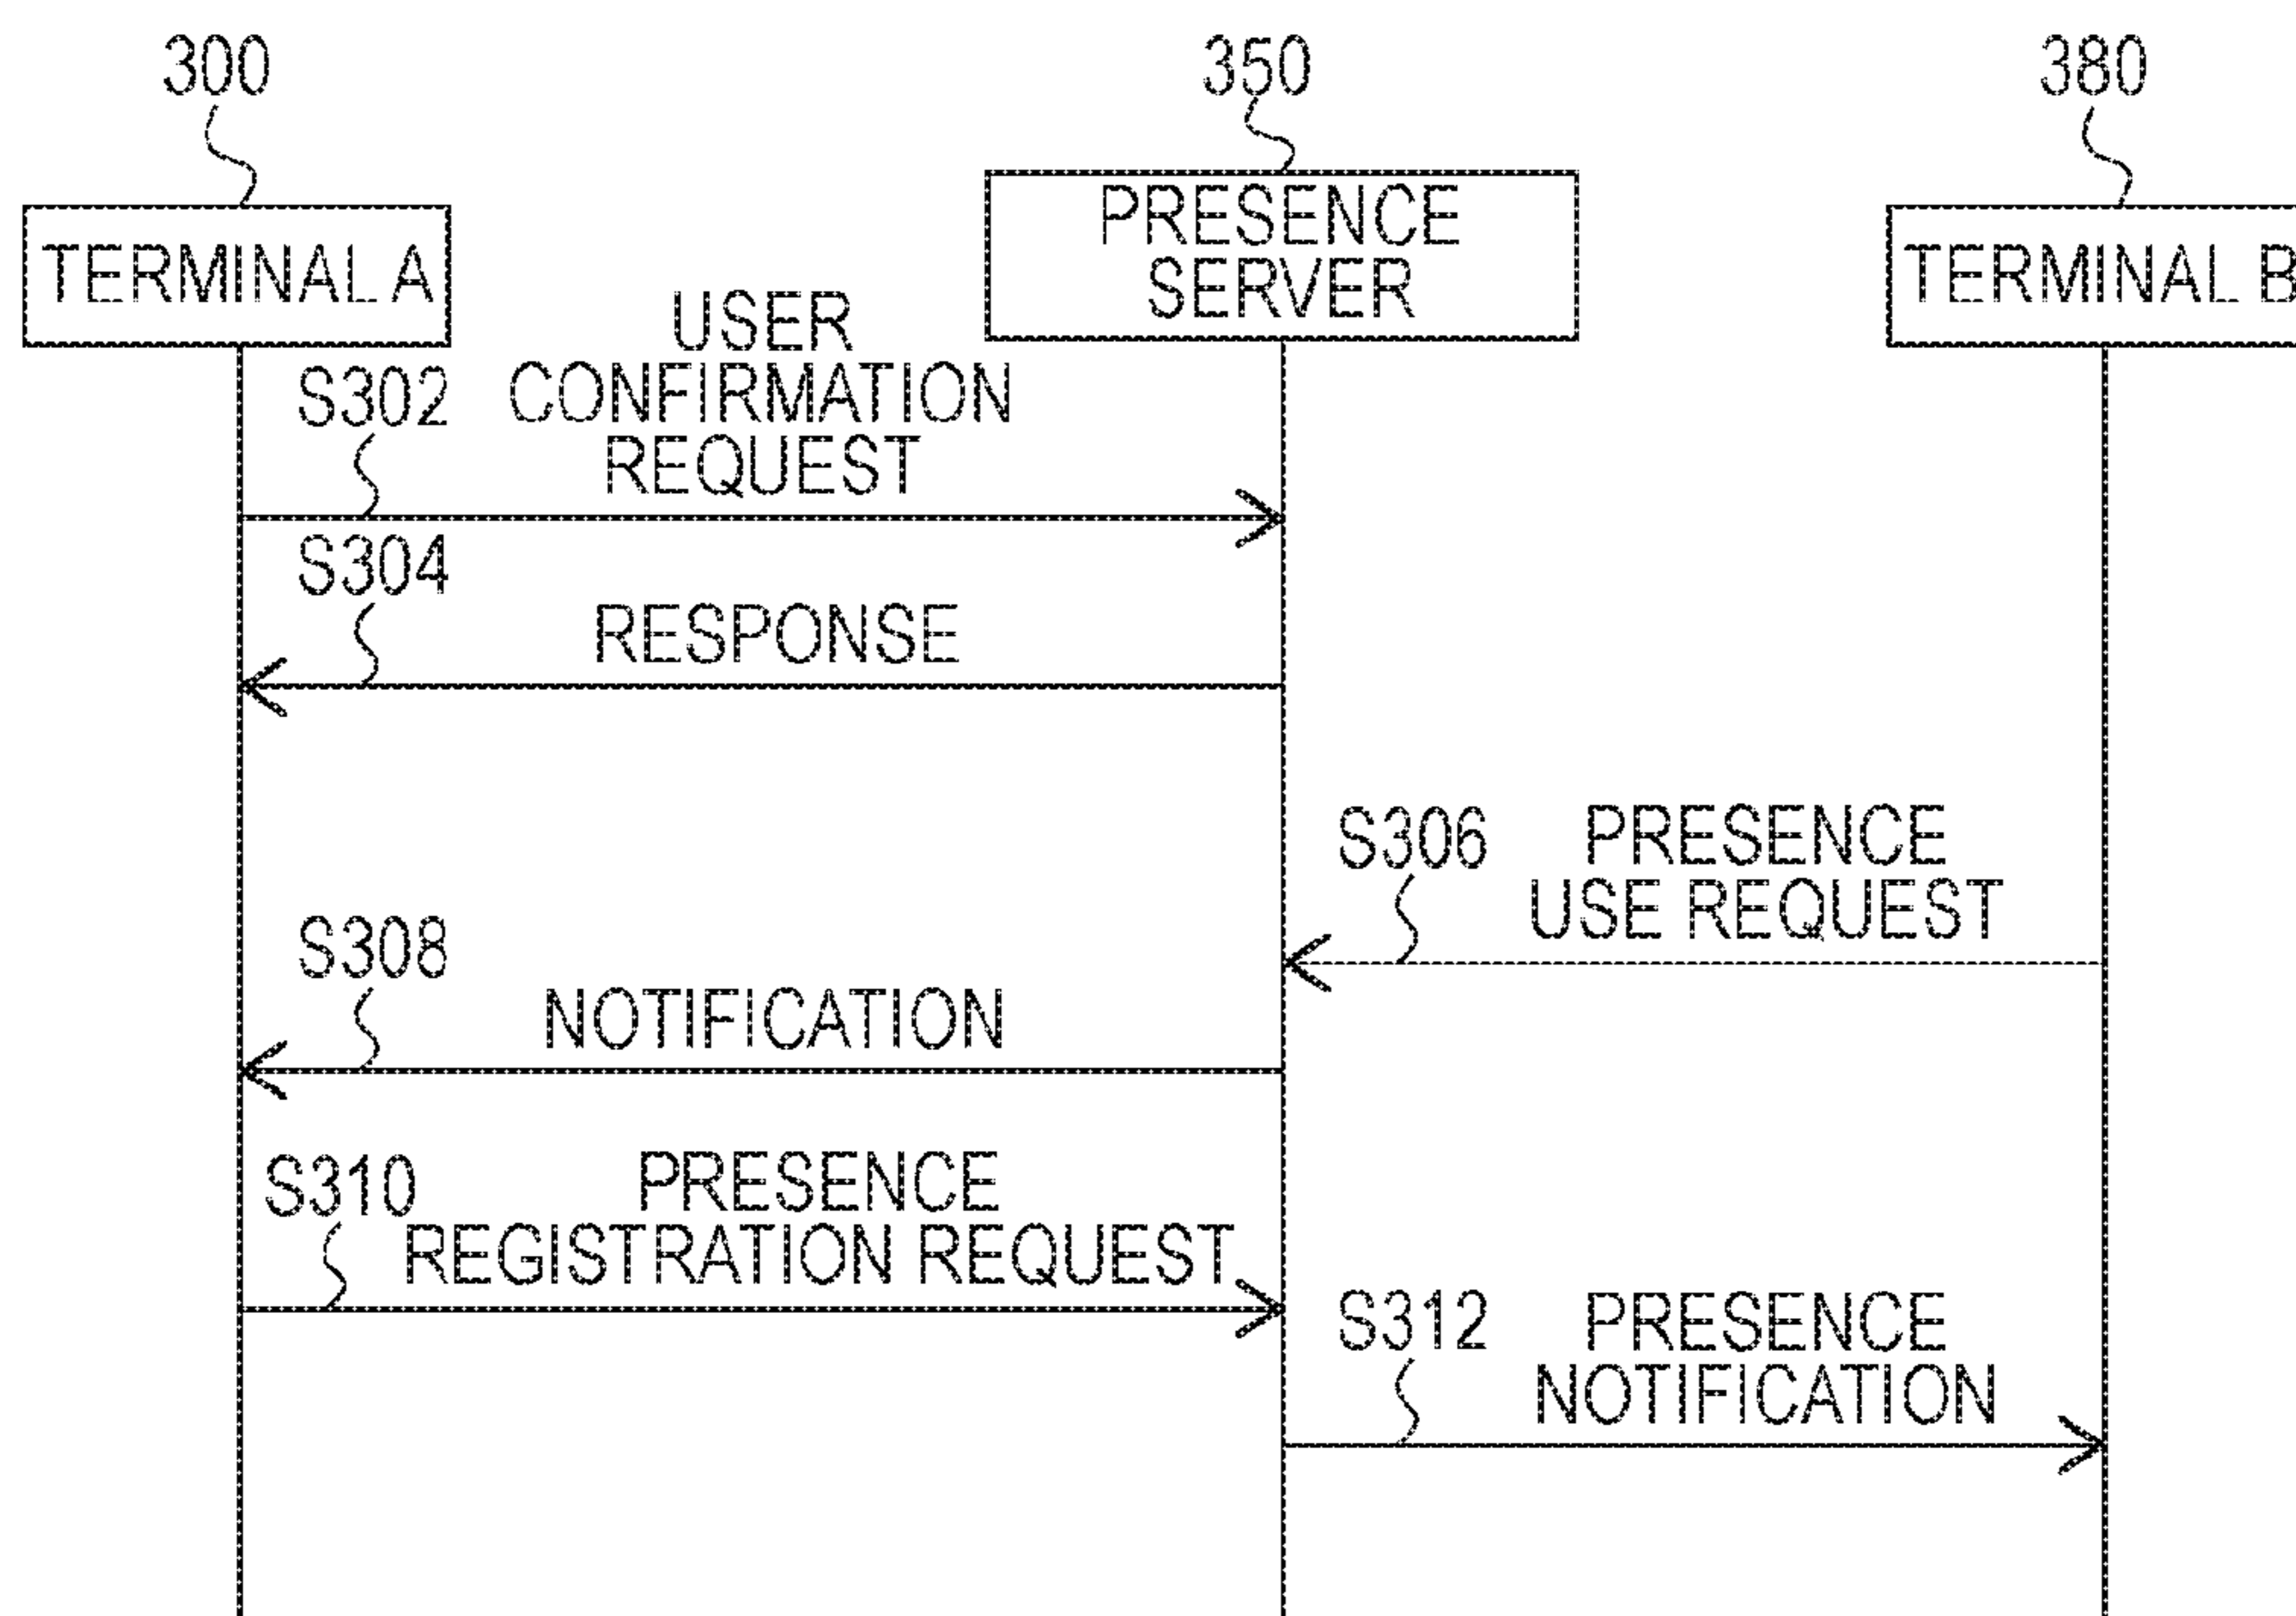 300
350
380
TERMINAL A
PRESENCE
SERVER
TERMINAL B
USER
CONFIRMATION
REQUEST
S302
S304
RESPONSE
S306
PRESENCE
USE REQUEST
S308
NOTIFICATION
S310
PRESENCE
REGISTRATION REQUEST
S312
PRESENCE
NOTIFICATION